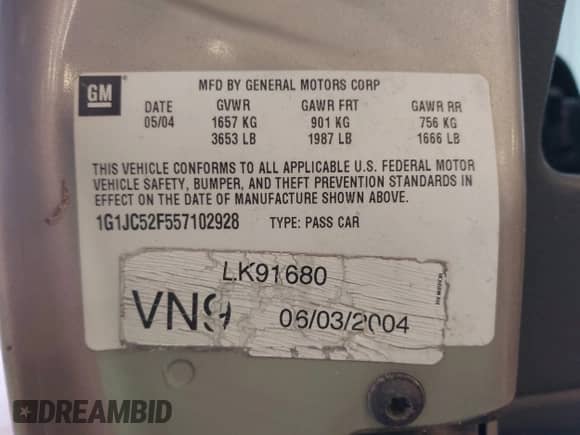 GM
MFD BY GENERAL MOTORS CORP
DATE GVWR GAWR FRT GAWR RR
05/04 1657 KG 901 KG 756 KG
3653 LB 1987 LB 1666 LB
THIS VEHICLE CONFORMS TO ALL APPLICABLE U.S. FEDERAL MOTOR
VEHICLE SAFETY, BUMPER, AND THEFT PREVENTION STANDARDS IN
EFFECT ON THE DATE OF MANUFACTURE SHOWN ABOVE.
1G1JC52F557102928 TYPE: PASS CAR
LK91680
VN9 06/03/2004
DREAMBID